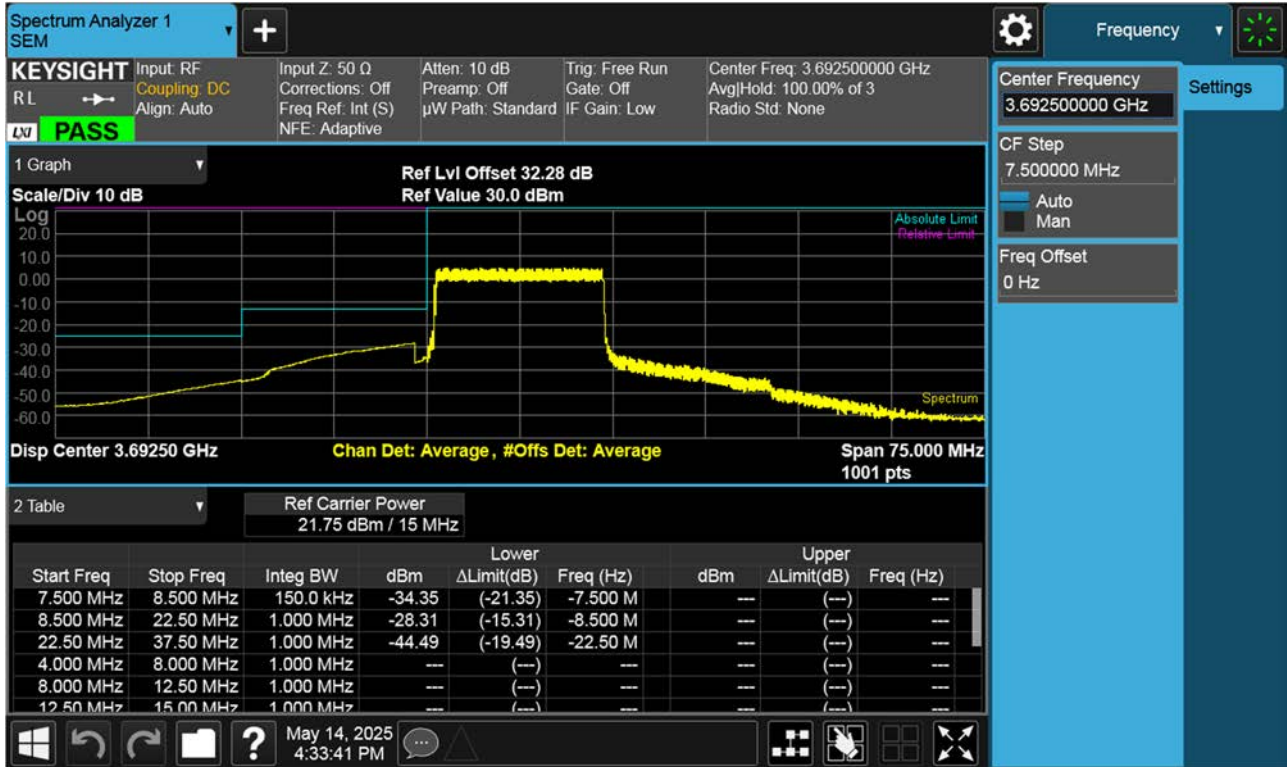 Spectrum Analyzer 1
SEM
+
Frequency
KEYSIGHT
RL
LXI
PASS
Input: RF
Coupling: DC
Align: Auto
Input Z: 50 Ω
Corrections: Off
Freq Ref: Int (S)
NFE: Adaptive
Atten: 10 dB
Preamp: Off
µW Path: Standard
Trig: Free Run
Gate: Off
IF Gain: Low
Center Freq: 3.692500000 GHz
Avg|Hold: 100.00% of 3
Radio Std: None
Center Frequency
3.692500000 GHz
Settings
CF Step
7.500000 MHz
Auto
Man
Freq Offset
0 Hz
1 Graph
Scale/Div 10 dB
Ref Lvl Offset 32.28 dB
Ref Value 30.0 dBm
Log
20.0
10.0
0.00
-10.0
-20.0
-30.0
-40.0
-50.0
-60.0
Absolute Limit
Relative Limit
Spectrum
Disp Center 3.69250 GHz
Chan Det: Average, #Offs Det: Average
Span 75.000 MHz
1001 pts
2 Table
Ref Carrier Power
21.75 dBm / 15 MHz
Lower Upper
Start Freq Stop Freq Integ BW dBm ΔLimit(dB) Freq (Hz) dBm ΔLimit(dB) Freq (Hz)
7.500 MHz 8.500 MHz 150.0 kHz -34.35 (-21.35) -7.500 M --- (---) ---
8.500 MHz 22.50 MHz 1.000 MHz -28.31 (-15.31) -8.500 M --- (---) ---
22.50 MHz 37.50 MHz 1.000 MHz -44.49 (-19.49) -22.50 M --- (---) ---
4.000 MHz 8.000 MHz 1.000 MHz --- (---) --- --- (---) ---
8.000 MHz 12.50 MHz 1.000 MHz --- (---) --- --- (---) ---
12.50 MHz 15.00 MHz 1.000 MHz --- (---) --- --- (---) ---
?
May 14, 2025
4:33:41 PM